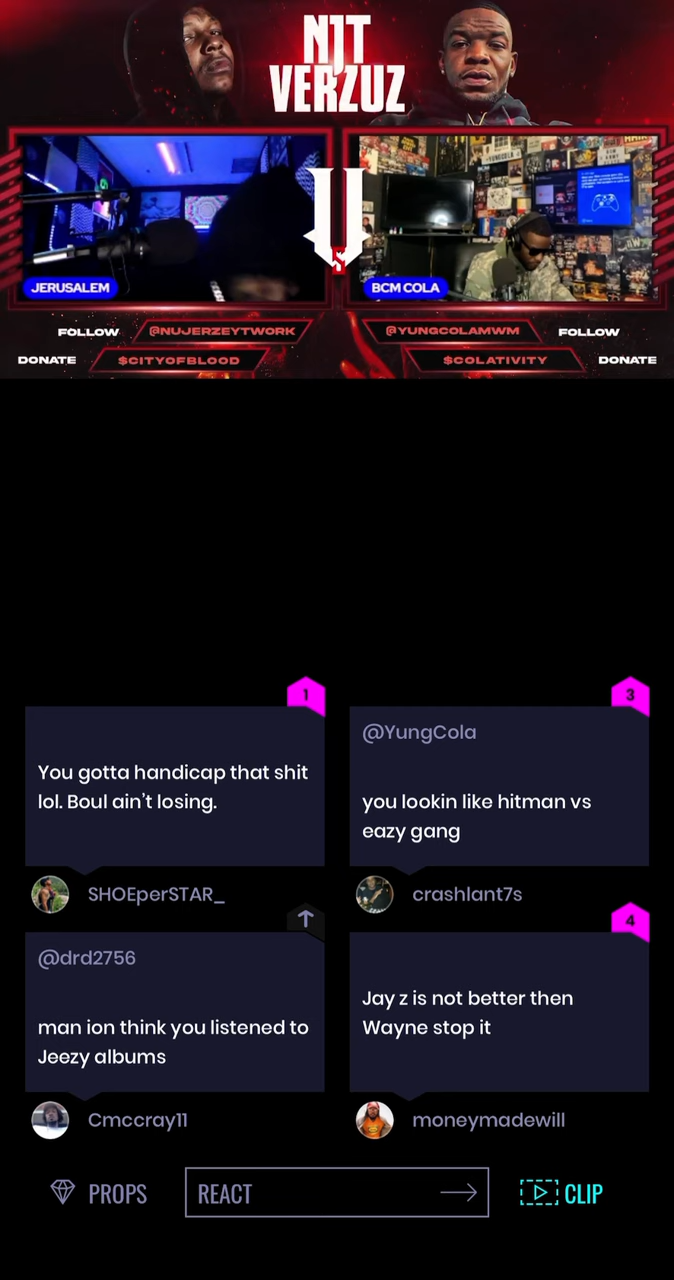 NJT
VERZUZ
JERUSALEM
BCM COLA
FOLLOW
@NUJERZEYTWORK
@YUNGCOLAMWM
FOLLOW
DONATE
$CITYOFBLOOD
$COLATIVITY
DONATE
1
You gotta handicap that shit
lol. Boul ain't losing.
SHOEperSTAR_
3
@YungCola
you lookin like hitman vs
eazy gang
crashlant7s
@drd2756
man ion think you listened to
Jeezy albums
Cmccray11
4
Jay z is not better then
Wayne stop it
moneymadewill
PROPS
REACT
CLIP